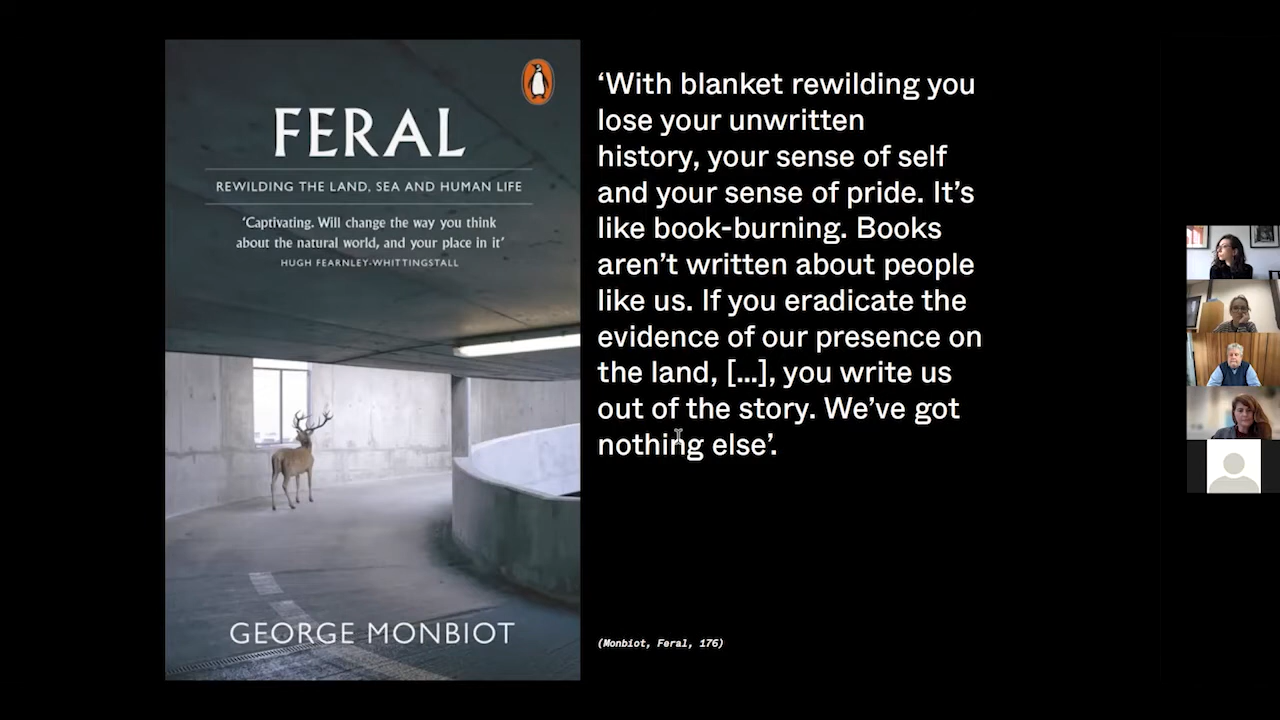 FERAL
REWILDING THE LAND, SEA AND HUMAN LIFE
‘Captivating. Will change the way you think
about the natural world, and your place in it’
HUGH FEARNLEY-WHITTINGSTALL
GEORGE MONBIOT
‘With blanket rewilding you
lose your unwritten
history, your sense of self
and your sense of pride. It’s
like book-burning. Books
aren’t written about people
like us. If you eradicate the
evidence of our presence on
the land, [...], you write us
out of the story. We’ve got
nothing else’.
(Monbiot, Feral, 176)